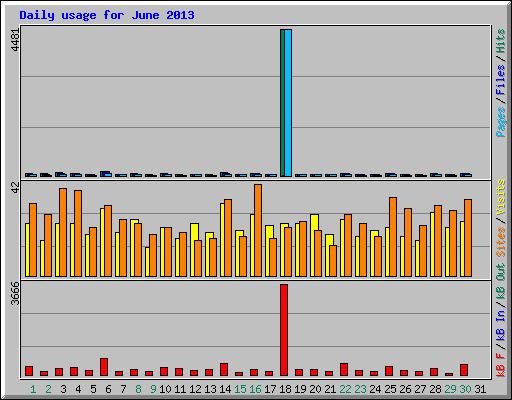 Daily usage for June 2013
4481
Pages / Files / Hits
42
Sites / Visits
3666
kB F / kB In / kB Out
1 2 3 4 5 6 7 8 9 10 11 12 13 14 15 16 17 18 19 20 21 22 23 24 25 26 27 28 29 30 31